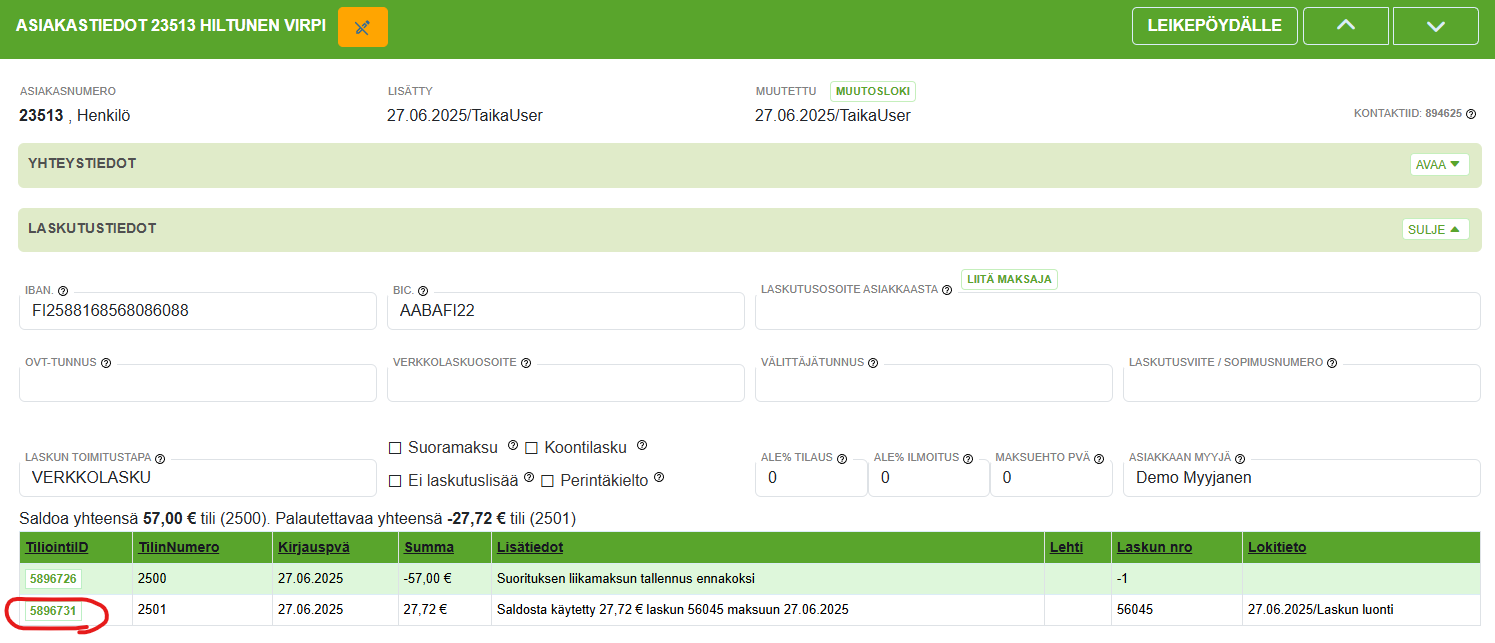 ASIAKASTIEDOT 23513 HILTUNEN VIRPI LEIKEPÖYDÄLLE
ASIAKASNUMERO LISÄTTY MUUTETTU MUUTOSLOKI
23513 , Henkilö 27.06.2025/TaikaUser 27.06.2025/TaikaUser KONTAKTIID: 894625
YHTEYSTIEDOT AVAA
LASKUTUSTIEDOT SULJE
IBAN. BIC. LASKUTUSOSOITE ASIAKKAASTA LIITÄ MAKSAJA
FI2588168568086088 AABAFI22
OVT-TUNNUS VERKKOLASKUOSOITE VÄLITTÄJÄTUNNUS LASKUTUSVIITE / SOPIMUSNUMERO
LASKUN TOIMITUSTAPA Suoramaksu Koontilasku ALE% TILAUS ALE% ILMOITUS MAKSUEHTO PVÄ ASIAKKAAN MYYJÄ
VERKKOLASKU Ei laskutuslisää Perintäkielto 0 0 0 Demo Myyjanen
Saldoa yhteensä 57,00 € tili (2500). Palautettavaa yhteensä -27,72 € tili (2501)
TiliointiID TilinNumero Kirjauspvä Summa Lisätiedot Lehti Laskun nro Lokitieto
5896726 2500 27.06.2025 -57,00 € Suorituksen liikamaksun tallennus ennakoksi -1
5896731 2501 27.06.2025 27,72 € Saldosta käytetty 27,72 € laskun 56045 maksuun 27.06.2025 56045 27.06.2025/Laskun luonti